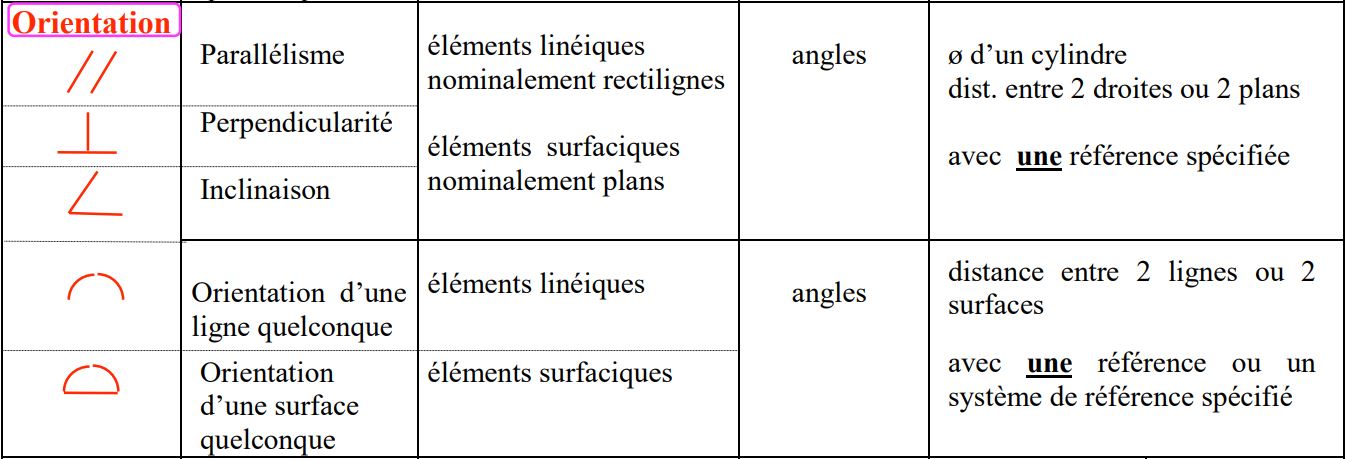 Orientation
Parallélisme
éléments linéiques
nominalement rectilignes
angles
ø d’un cylindre
dist. entre 2 droites ou 2 plans
Perpendicularité
éléments surfaciques
nominalement plans
avec une référence spécifiée
Inclinaison
Orientation d’une
ligne quelconque
éléments linéiques
angles
distance entre 2 lignes ou 2
surfaces
Orientation
d’une surface
quelconque
éléments surfaciques
avec une référence ou un
système de référence spécifié